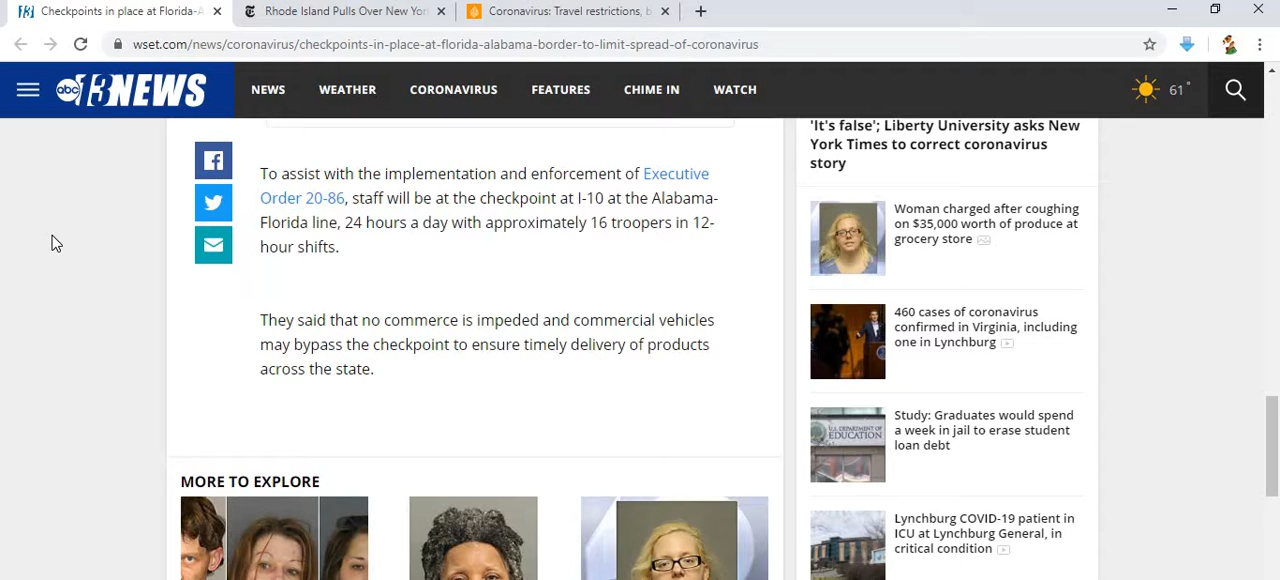 Checkpoints in place at Florida-A
Rhode Island Pulls Over New Yor
Coronavirus: Travel restrictions, b
wset.com/news/coronavirus/checkpoints-in-place-at-florida-alabama-border-to-limit-spread-of-coronavirus
abc 13 NEWS
NEWS WEATHER CORONAVIRUS FEATURES CHIME IN WATCH
61°
To assist with the implementation and enforcement of Executive
Order 20-86, staff will be at the checkpoint at I-10 at the Alabama-
Florida line, 24 hours a day with approximately 16 troopers in 12-
hour shifts.
They said that no commerce is impeded and commercial vehicles
may bypass the checkpoint to ensure timely delivery of products
across the state.
MORE TO EXPLORE
'It's false'; Liberty University asks New
York Times to correct coronavirus
story
Woman charged after coughing
on $35,000 worth of produce at
grocery store
460 cases of coronavirus
confirmed in Virginia, including
one in Lynchburg
U.S. DEPARTMENT OF
EDUCATION
Study: Graduates would spend
a week in jail to erase student
loan debt
Lynchburg COVID-19 patient in
ICU at Lynchburg General, in
critical condition